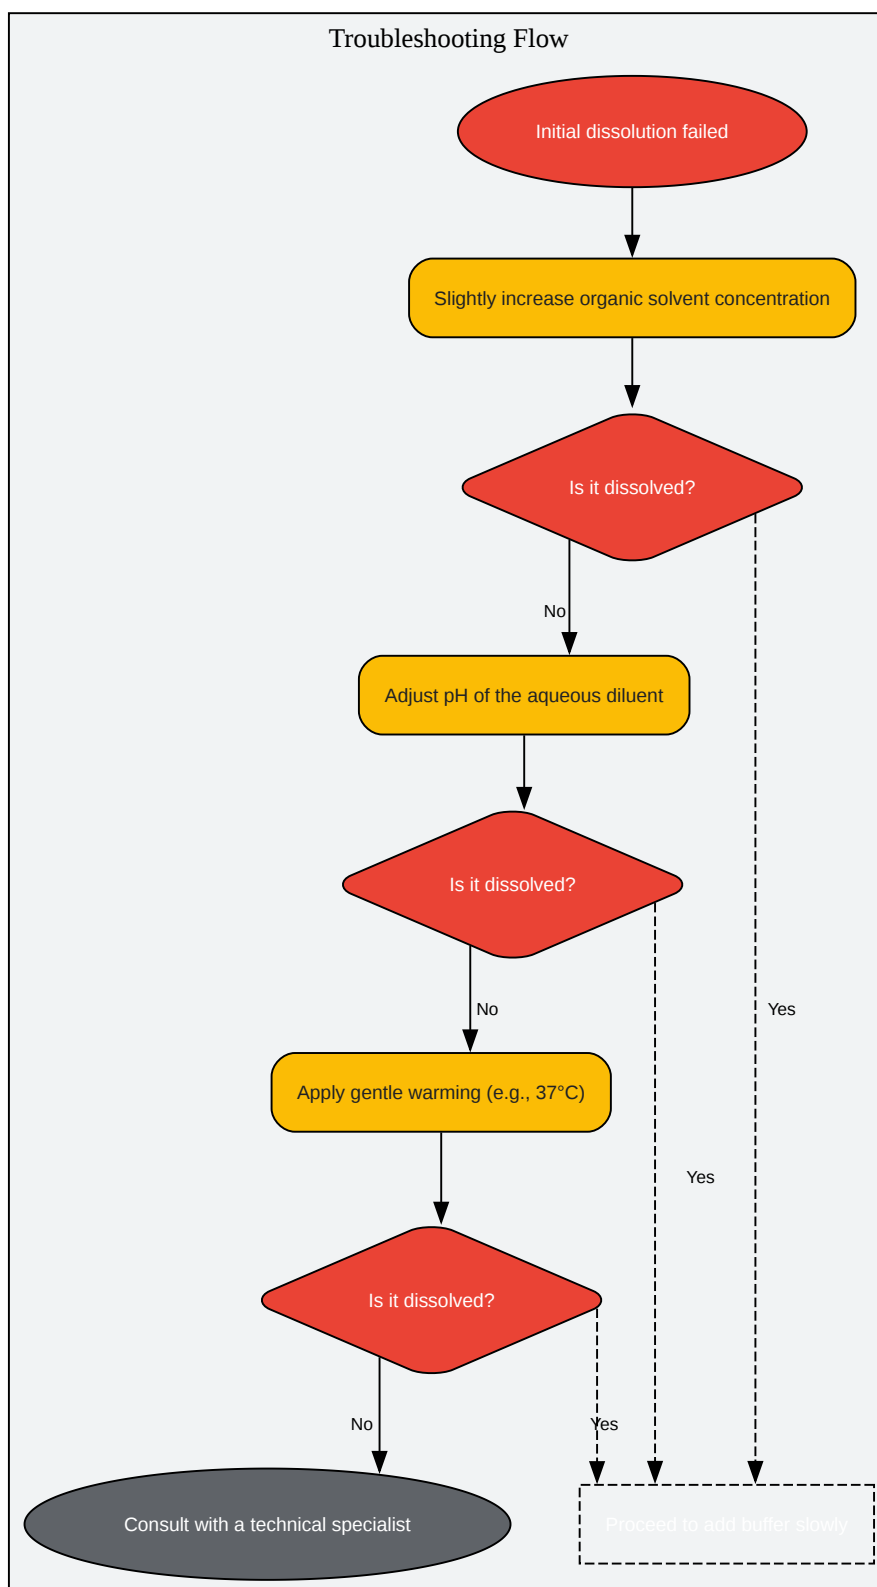 Troubleshooting Flow
Initial dissolution failed
Slightly increase organic solvent concentration
Is it dissolved?
No
Adjust pH of the aqueous diluent
Is it dissolved?
No
Yes
Apply gentle warming (e.g., 37°C)
Yes
Is it dissolved?
No
Yes
Consult with a technical specialist
Proceed to add buffer slowly